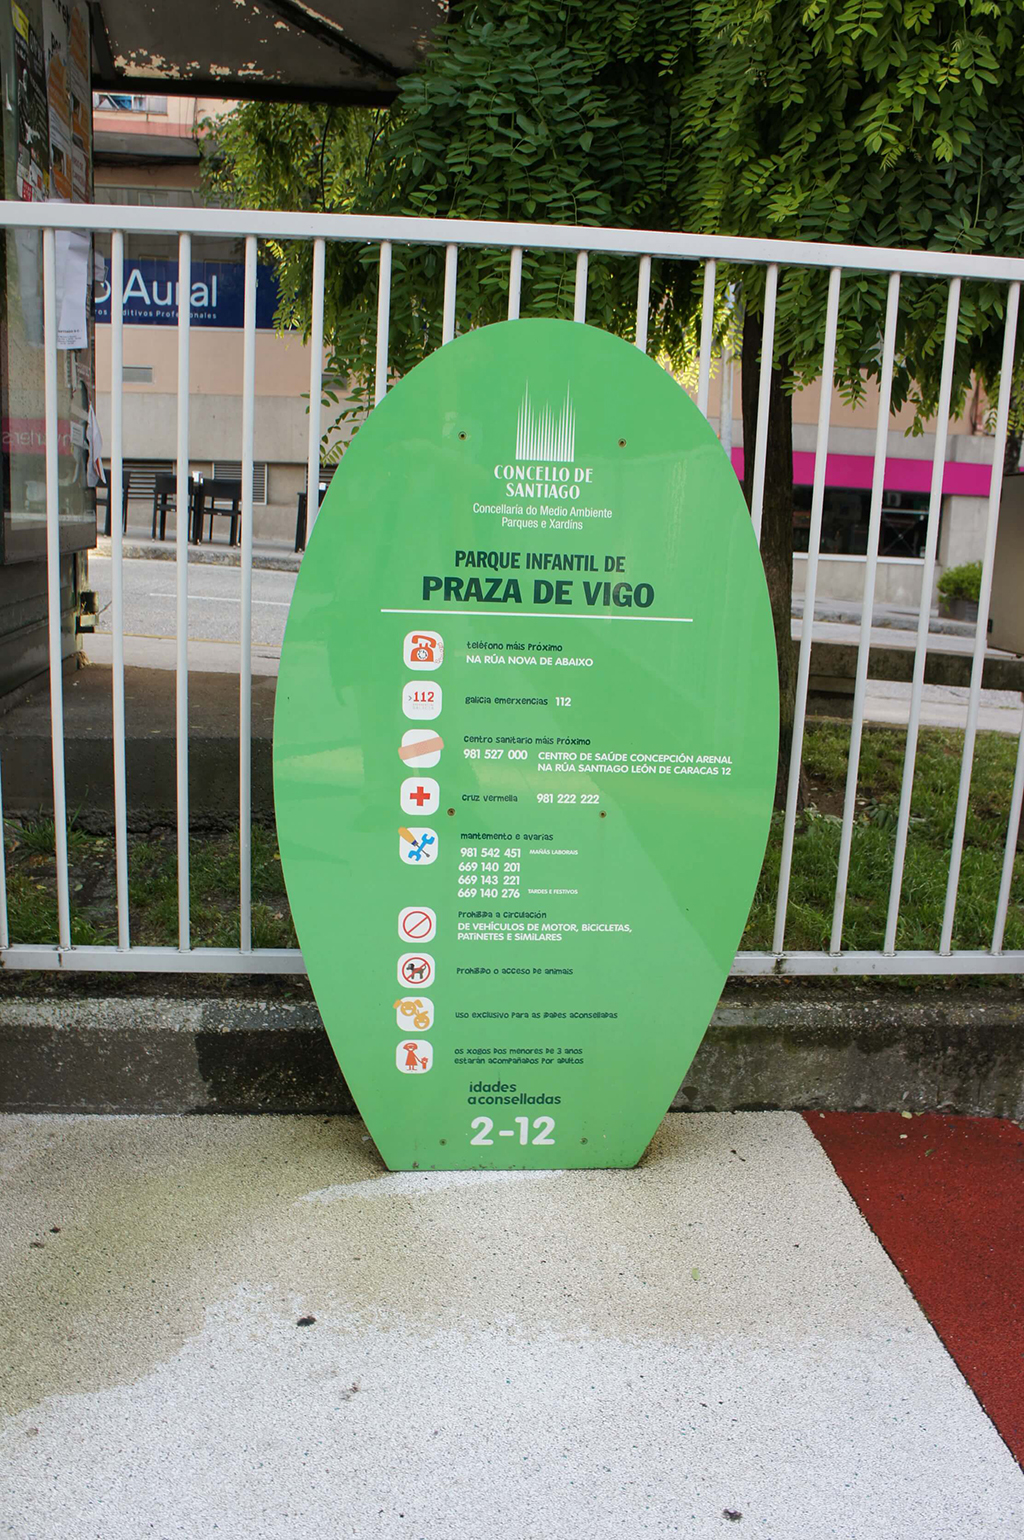 Aural
CONCELLO DE
SANTIAGO
Concellaría do Medio Ambiente
Parques e Xardíns
PARQUE INFANTIL DE
PRAZA DE VIGO
teléfono máis próximo
NA RÚA NOVA DE ABAIXO
112
galicia emerxencias 112
centro sanitario máis próximo
981 527 000 CENTRO DE SAÚDE CONCEPCIÓN ARENAL
NA RÚA SANTIAGO LEÓN DE CARACAS 12
cruz vermella 981 222 222
mantemento e avarías
981 542 451 MAÑÁS LABORAIS
669 140 201
669 143 221
669 140 276 TARDES E FESTIVOS
prohibida a circulación
DE VEHÍCULOS DE MOTOR, BICICLETAS,
PATINETES E SIMILARES
prohibido o acceso de animais
uso exclusivo para as idades aconselladas
os xogos dos menores de 3 anos
estarán acompañados por adultos
idades
aconselladas
2-12